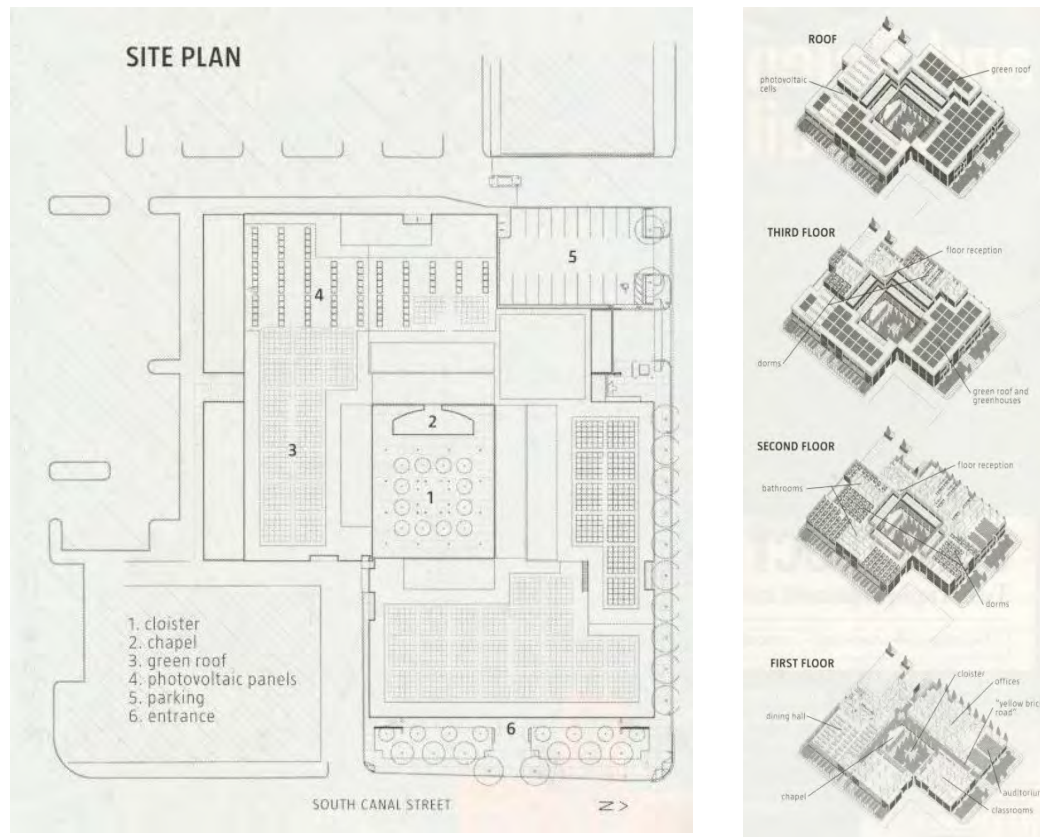 SITE PLAN
5
4
2
3
1
1. cloister
2. chapel
3. green roof
4. photovoltaic panels
5. parking
6. entrance
6
SOUTH CANAL STREET
N >
ROOF
green roof
photovoltaic
cells
THIRD FLOOR
floor reception
dorms
green roof and
greenhouses
SECOND FLOOR
floor reception
bathrooms
dorms
FIRST FLOOR
cloister
offices
"yellow bric
road"
dining hall
chapel
auditorium
classrooms